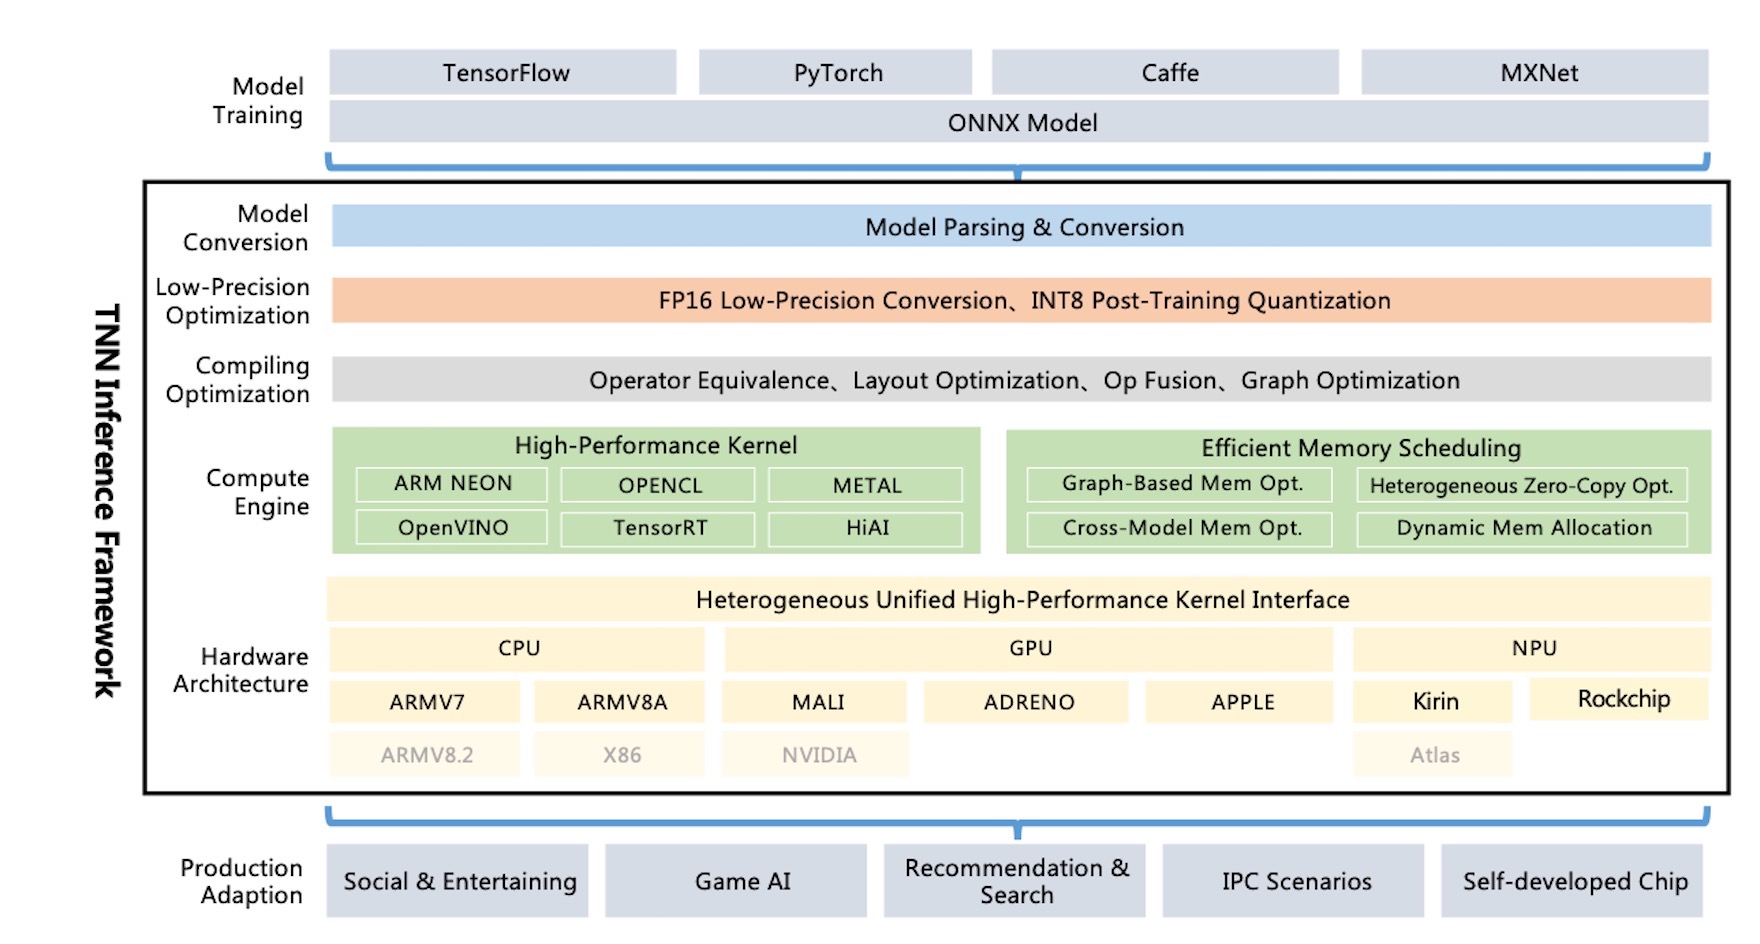 TensorFlow
PyTorch
Caffe
MXNet
Model
Training
ONNX Model
TNN Inference Framework
Model
Conversion
Model Parsing & Conversion
Low-Precision
Optimization
FP16 Low-Precision Conversion、INT8 Post-Training Quantization
Compiling
Optimization
Operator Equivalence、Layout Optimization、Op Fusion、Graph Optimization
Compute
Engine
High-Performance Kernel
ARM NEON
OPENCL
METAL
OpenVINO
TensorRT
HiAI
Efficient Memory Scheduling
Graph-Based Mem Opt.
Heterogeneous Zero-Copy Opt.
Cross-Model Mem Opt.
Dynamic Mem Allocation
Hardware
Architecture
Heterogeneous Unified High-Performance Kernel Interface
CPU
GPU
NPU
ARMV7
ARMV8A
MALI
ADRENO
APPLE
Kirin
Rockchip
ARMV8.2
X86
NVIDIA
Atlas
Production
Adaption
Social & Entertaining
Game AI
Recommendation &
Search
IPC Scenarios
Self-developed Chip